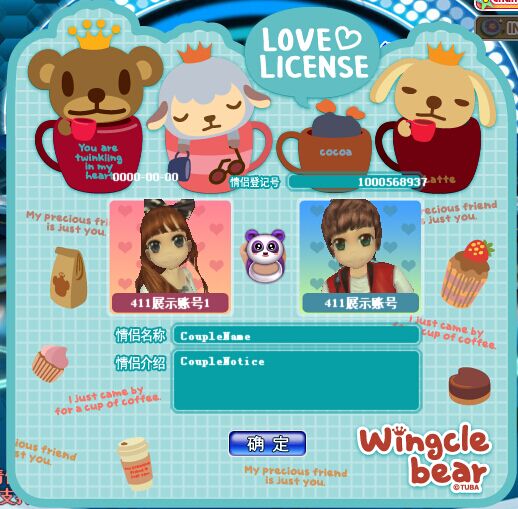 LOVE
LICENSE
You are
twinkling
in my
heart
0000-00-00
cocoa
latte
情侣登记号 1000568937
My precious friend
is just you.
precious friend
is just you.
411展示账号1
411展示账号
情侣名称 CoupleName
情侣介绍 CoupleNotice
I just came
for a cup of coffee.
I just came by
for a cup of coffee.
确 定
Wingcle
bear
©TUBA
ious friend
just you.
My precious friend
is just you.